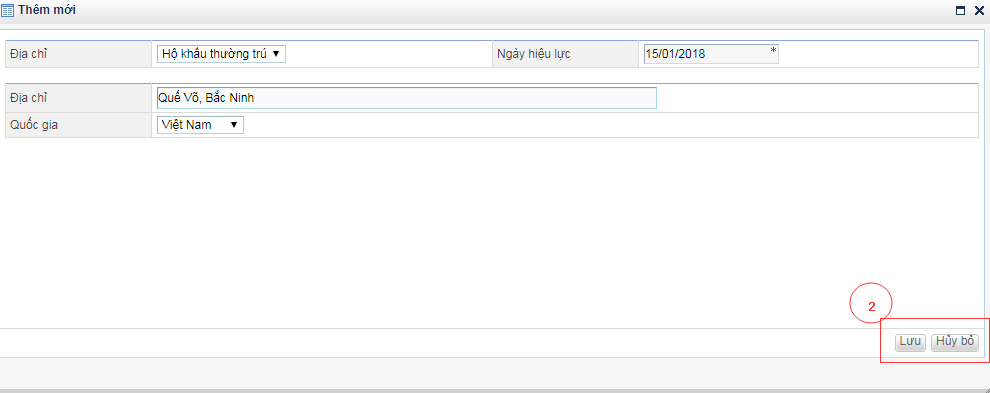 Thêm mới
Địa chỉ Hộ khẩu thường trú Ngày hiệu lực 15/01/2018 *
Địa chỉ Quế Võ, Bắc Ninh
Quốc gia Việt Nam
2
Lưu Hủy bỏ